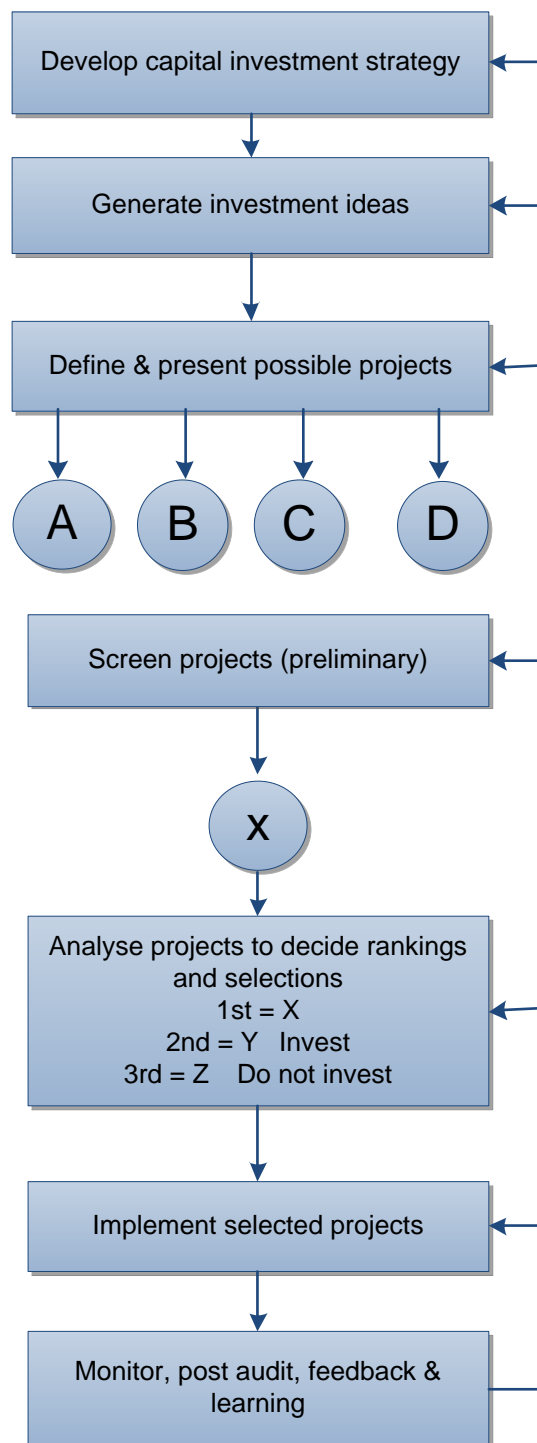 Develop capital investment strategy
Generate investment ideas
Define & present possible projects
A B C D
Screen projects (preliminary)
x
Analyse projects to decide rankings
and selections
1st = X
2nd = Y Invest
3rd = Z Do not invest
Implement selected projects
Monitor, post audit, feedback &
learning